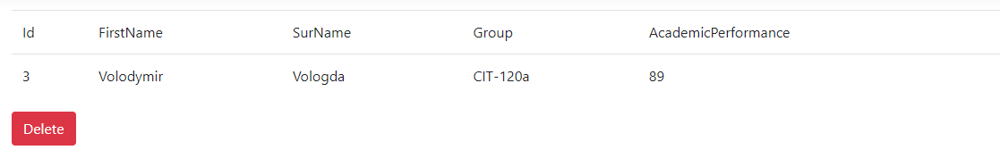 Id FirstName SurName Group AcademicPerformance
3 Volodymir Vologda CIT-120a 89
Delete